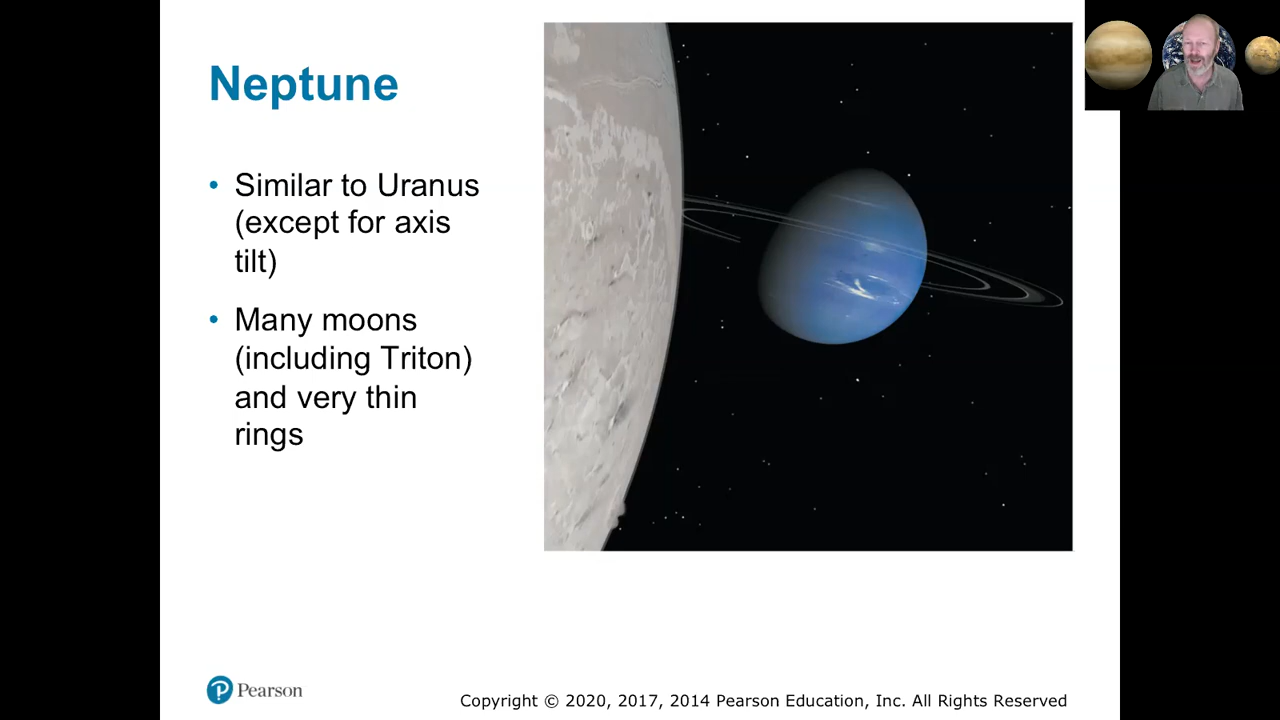 Neptune
• Similar to Uranus
(except for axis
tilt)
• Many moons
(including Triton)
and very thin
rings
Pearson
Copyright © 2020, 2017, 2014 Pearson Education, Inc. All Rights Reserved